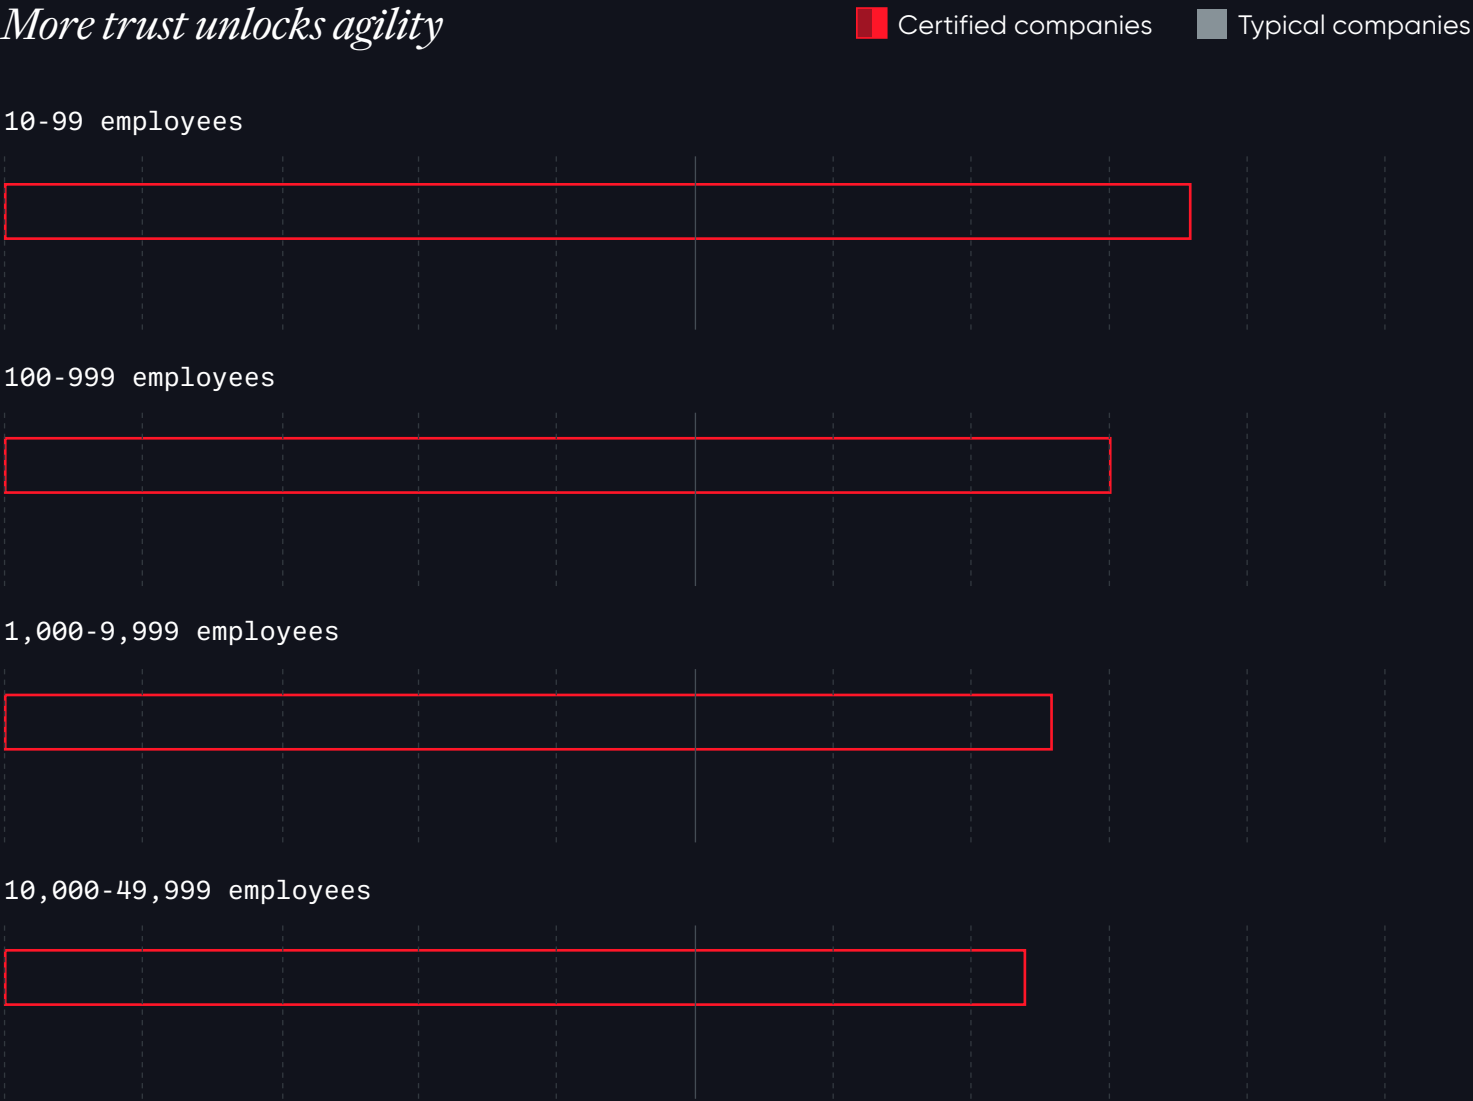 More trust unlocks agility
Certified companies
Typical companies
10-99 employees
100-999 employees
1,000-9,999 employees
10,000-49,999 employees